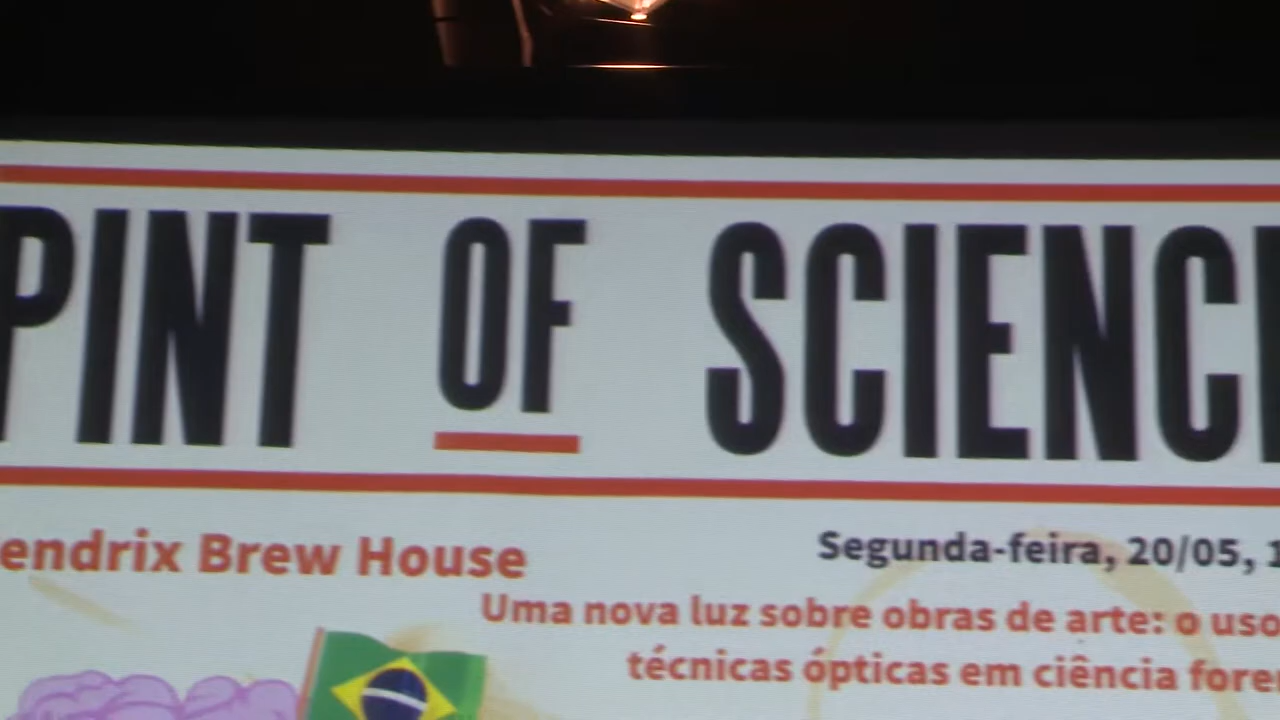 PINT OF SCIENC
endrix Brew House
Segunda-feira, 20/05, 1
Uma nova luz sobre obras de arte: o uso
técnicas ópticas em ciência foren